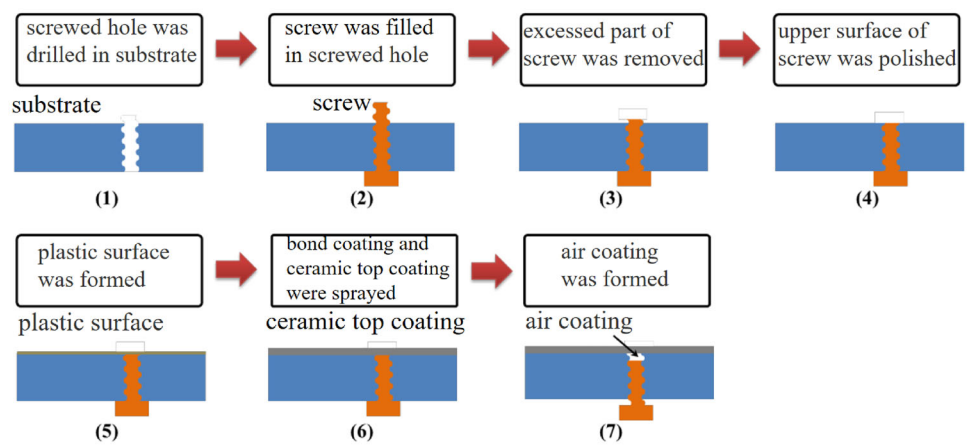 screwed hole was
drilled in substrate
screw was filled
in screwed hole
excessed part of
screw was removed
upper surface of
screw was polished
substrate
screw
(1)
(2)
(3)
(4)
plastic surface
was formed
bond coating and
ceramic top coating
were sprayed
air coating
was formed
plastic surface
ceramic top coating
air coating
(5)
(6)
(7)